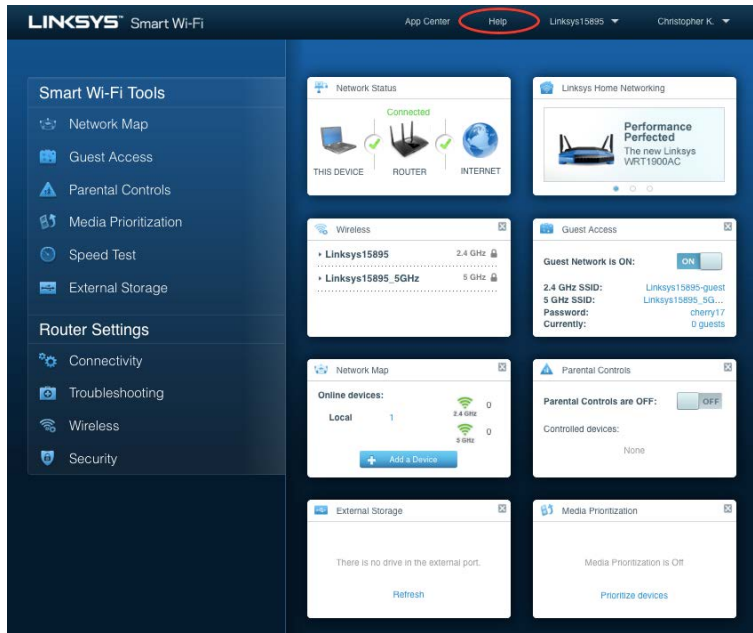 LINKSYS™ Smart Wi-Fi
App Center
Help
Linksys15895
Christopher K.
Smart Wi-Fi Tools
Network Map
Guest Access
Parental Controls
Media Prioritization
Speed Test
External Storage
Router Settings
Connectivity
Troubleshooting
Wireless
Security
Network Status
Connected
THIS DEVICE
ROUTER
INTERNET
Linksys Home Networking
Performance
Perfected
The new Linksys
WRT1900AC
Wireless
Linksys15895 2.4 GHz
Linksys15895_5GHz 5 GHz
Guest Access
Guest Network is ON: ON
2.4 GHz SSID: Linksys15895-guest
5 GHz SSID: Linksys15895_5G...
Password: cherry17
Currently: 0 guests
Network Map
Online devices:
0
2.4 GHz
Local 1
0
5 GHz
Add a Device
Parental Controls
Parental Controls are OFF: OFF
Controlled devices:
None
External Storage
There is no drive in the external port.
Refresh
Media Prioritization
Media Prioritization is Off
Prioritize devices